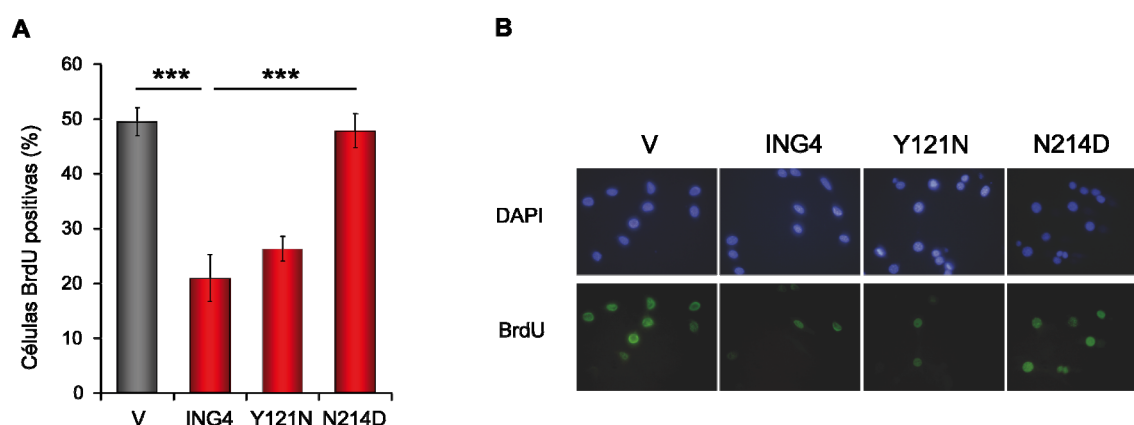 A
Células BrdU positivas (%)
60
50
40
30
20
10
0
***
***
V ING4 Y121N N214D
B
V ING4 Y121N N214D
DAPI
BrdU